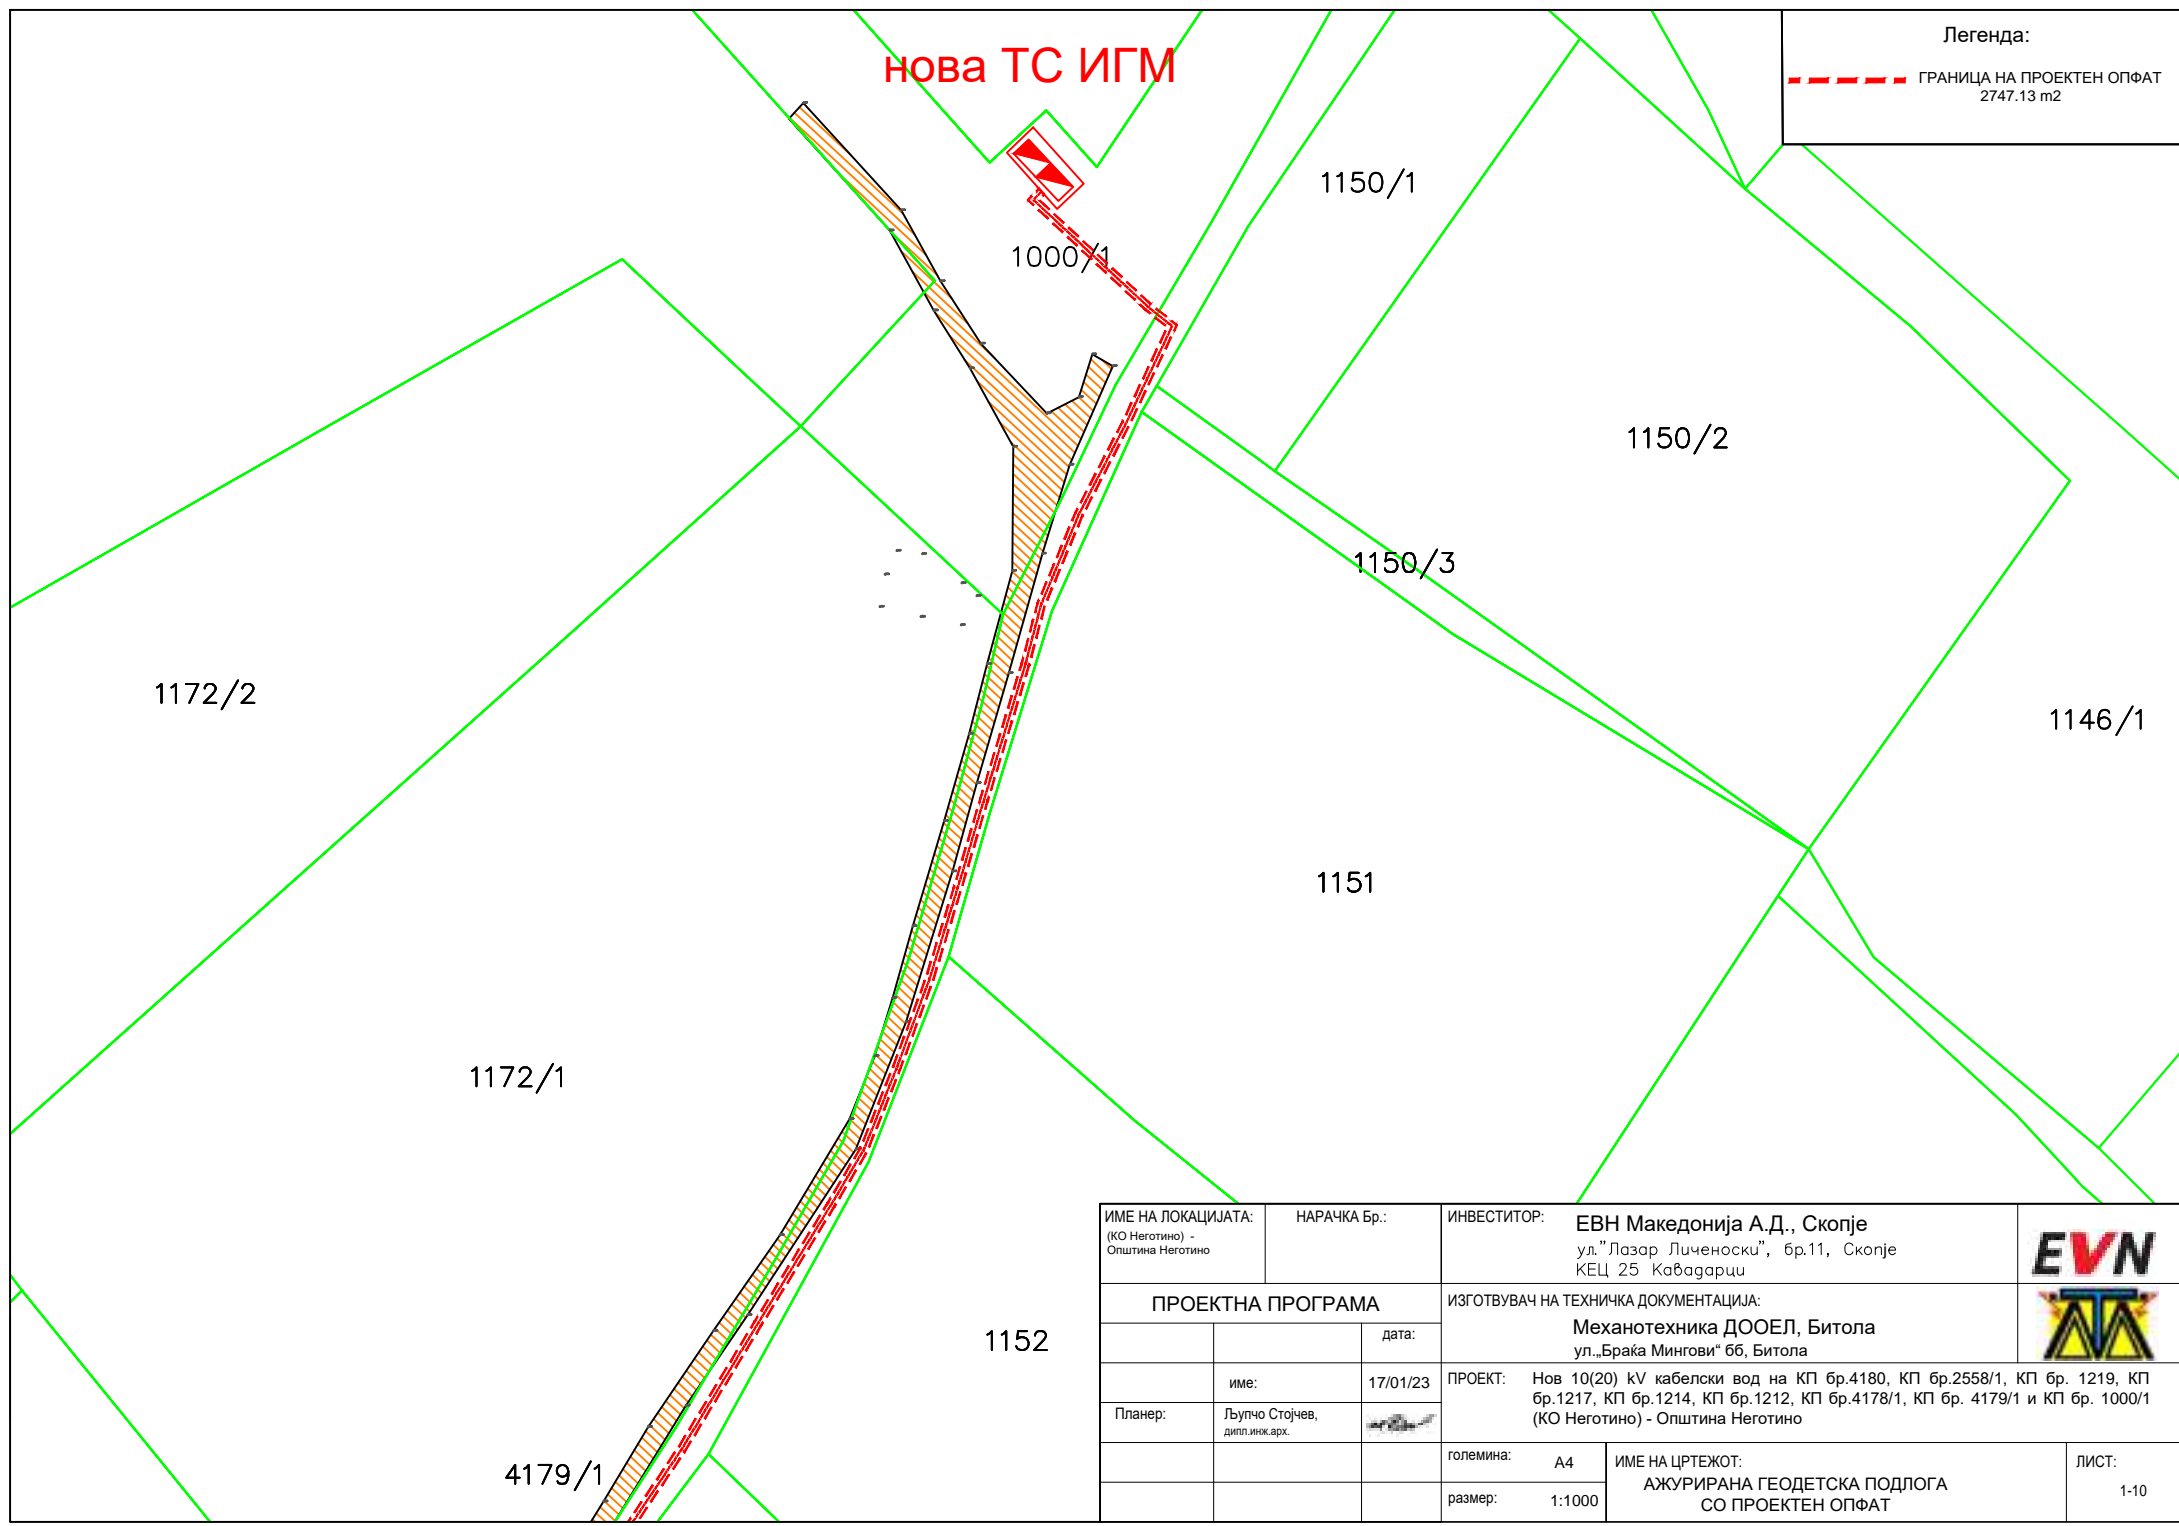 нова ТС ИГМ
Легенда:
ГРАНИЦА НА ПРОЕКТЕН ОПФАТ
2747.13 m2
1150/1
1000/1
1150/2
1150/3
1172/2
1146/1
1151
1172/1
1152
4179/1
ИМЕ НА ЛОКАЦИЈАТА:
(КО Неготино) -
Општина Неготино
НАРАЧКА Бр.:
ИНВЕСТИТОР:
ЕВН Македонија А.Д., Скопје
ул."Лазар Личеноски", бр.11, Скопје
КЕЦ 25 Кавадарци
EVN
ПРОЕКТНА ПРОГРАМА
ИЗГОТВУВАЧ НА ТЕХНИЧКА ДОКУМЕНТАЦИЈА:
Механотехника ДООЕЛ, Битола
ул.„Браќа Мингови“ бб, Битола
дата:
име:
17/01/23
Планер:
Љупчо Стојчев,
дипл.инж.арх.
ПРОЕКТ:
Нов 10(20) kV кабелски вод на КП бр.4180, КП бр.2558/1, КП бр. 1219, КП
бр.1217, КП бр.1214, КП бр.1212, КП бр.4178/1, КП бр. 4179/1 и КП бр. 1000/1
(КО Неготино) - Општина Неготино
големина:
А4
размер:
1:1000
ИМЕ НА ЦРТЕЖОТ:
АЖУРИРАНА ГЕОДЕТСКА ПОДЛОГА
СО ПРОЕКТЕН ОПФАТ
ЛИСТ:
1-10